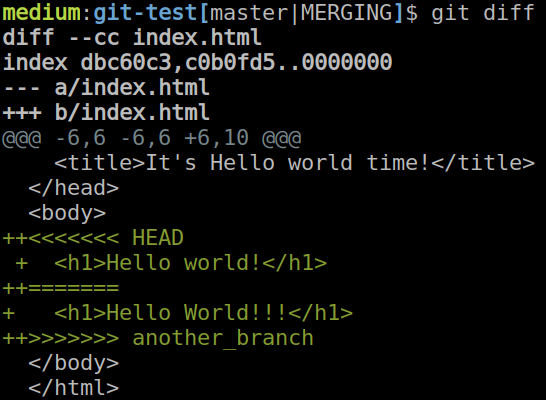 medium:git-test[master|MERGING]$ git diff
diff --cc index.html
index dbc60c3,c0b0fd5..0000000
--- a/index.html
+++ b/index.html
@@@ -6,6 -6,6 +6,10 @@@
    <title>It's Hello world time!</title>
  </head>
  <body>
++<<<<<<< HEAD
 +  <h1>Hello world!</h1>
++=======
+   <h1>Hello World!!!</h1>
++>>>>>>> another_branch
  </body>
  </html>